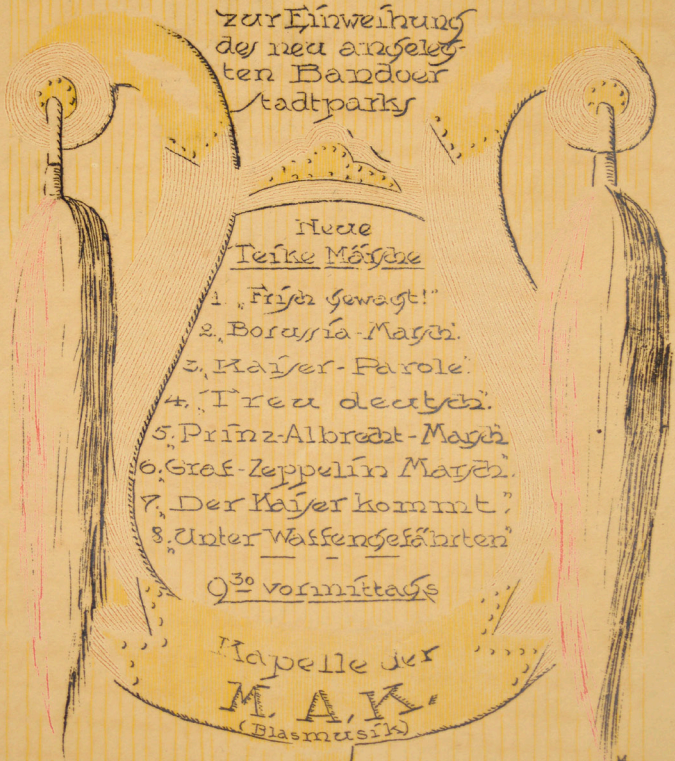 zur Einweihung
des neu angeleg-
ten Bandoer
Stadtparks
Neue
Teike Märsche
1. „Frisch gewagt!"
2. „Borussia-Marsch".
3. „Kaiser-Parole".
4. „Treu deutsch".
5. „Prinz-Albrecht-Marsch"
6. „Graf-Zeppelin Marsch".
7. „Der Kaiser kommt".
8. „Unter Waffengefährten"
9³⁰ vormittags
Kapelle der
M. A. K.
(Blasmusik)